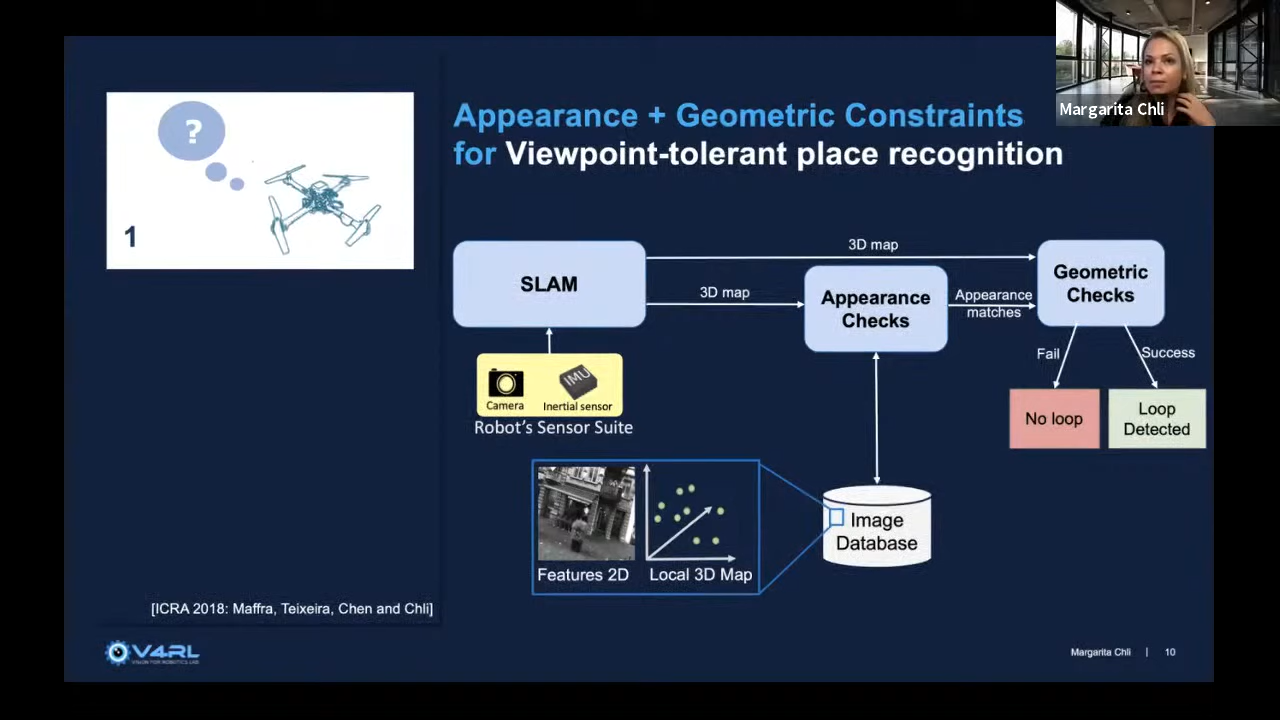 Margarita Chli
?
1
Appearance + Geometric Constraints
for Viewpoint-tolerant place recognition
SLAM
3D map
3D map
Appearance
Checks
Appearance
matches
Geometric
Checks
Fail
Success
No loop
Loop
Detected
IMU
Camera
Inertial sensor
Robot's Sensor Suite
Image
Database
Features 2D
Local 3D Map
[ICRA 2018: Maffra, Teixeira, Chen and Chli]
V4RL
VISION FOR ROBOTICS LAB
Margarita Chli | 10